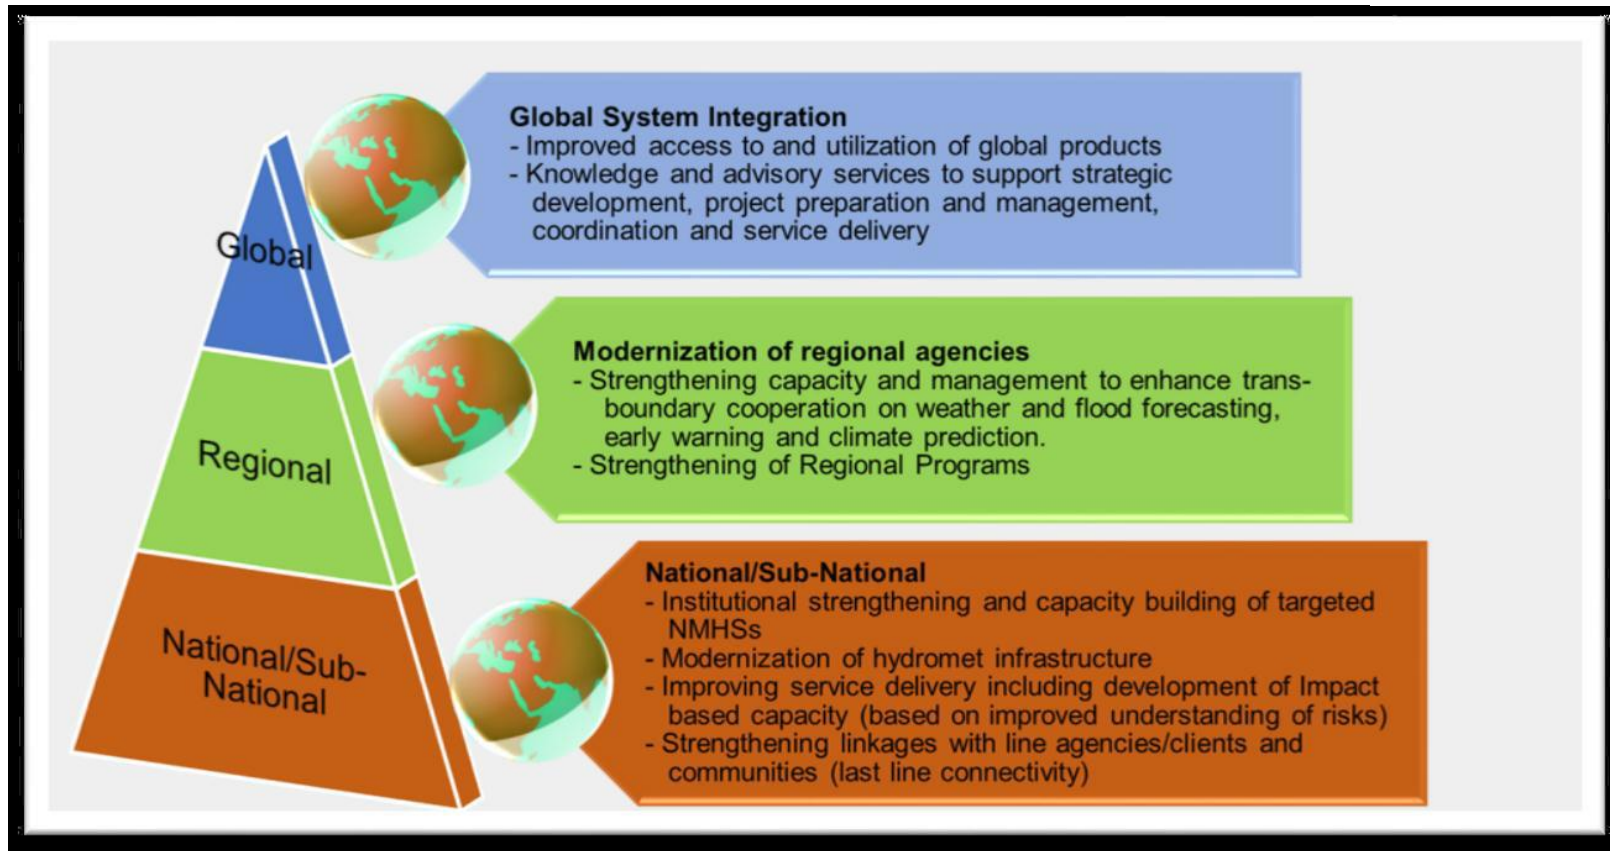 Global
Global System Integration
- Improved access to and utilization of global products
- Knowledge and advisory services to support strategic
development, project preparation and management,
coordination and service delivery
Regional
Modernization of regional agencies
- Strengthening capacity and management to enhance trans-
boundary cooperation on weather and flood forecasting,
early warning and climate prediction.
- Strengthening of Regional Programs
National/Sub-
National
National/Sub-National
- Institutional strengthening and capacity building of targeted
NMHSs
- Modernization of hydromet infrastructure
- Improving service delivery including development of Impact
based capacity (based on improved understanding of risks)
- Strengthening linkages with line agencies/clients and
communities (last line connectivity)